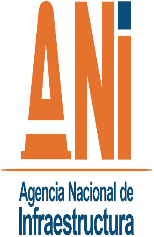 ANi
Agencia Nacional de
Infraestructura